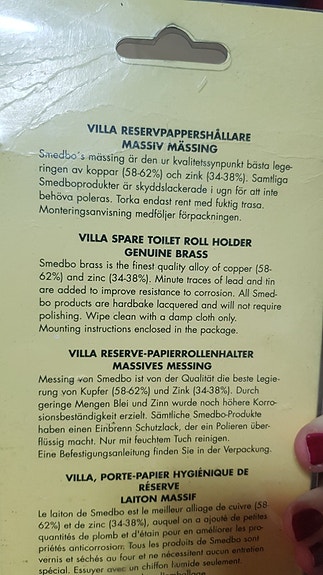 VILLA RESERVPAPPERSHÅLLARE
MASSIV MÄSSING
Smedbo's mässing är den ur kvalitetssynpunkt bästa lege-
ringen av koppar (58-62%) och zink (34-38%). Samtliga
Smedboprodukter är skyddslackerade i ugn för att inte
behöva poleras. Torka endast rent med fuktig trasa.
Monteringsanvisning medföljer förpackningen.
VILLA SPARE TOILET ROLL HOLDER
GENUINE BRASS
Smedbo brass is the finest quality alloy of copper (58-
62%) and zinc (34-38%). Minute traces of lead and tin
are added to improve resistance to corrosion. All Smed-
bo products are hardbake lacquered and will not require
polishing. Wipe clean with a damp cloth only.
Mounting instructions enclosed in the package.
VILLA RESERVE-PAPIERROLLENHALTER
MASSIVES MESSING
Messing von Smedbo ist von der Qualität die beste Legie-
rung von Kupfer (58-62%) und Zink (34-38%). Durch
geringe Mengen Blei und Zinn wurde noch höhere Korro-
sionsbeständigkeit erzielt. Sämtliche Smedbo-Produkte
haben einen Einbrenn Schutzlack, der ein Polieren über-
flüssig macht. Nur mit feuchtem Tuch reinigen.
Eine Befestigungsanleitung finden Sie in der Verpackung.
VILLA, PORTE-PAPIER HYGIÉNIQUE DE
RÉSERVE
LAITON MASSIF
Le laiton de Smedbo est le meilleur alliage de cuivre (58-
62%) et de zinc (34-38%), auquel on a ajouté de petites
quantités de plomb et d'étain pour en améliorer les pro-
priétés anticorrosion. Tous les produits de Smedbo sont
vernis et séchés au four et ne nécessitent aucun entretien
spécial. Essuyer avec un chiffon humide seulement.